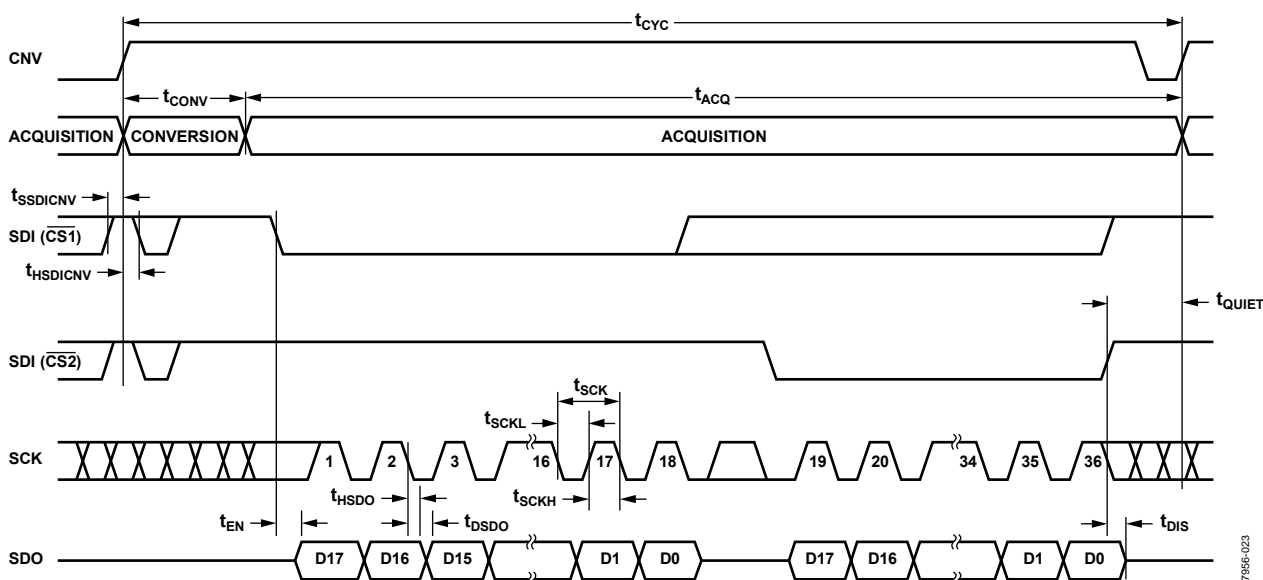 tCYC
CNV
tCONV
tACQ
ACQUISITION
CONVERSION
ACQUISITION
tSSDICNV
SDI (CS1)
tHSDICNV
tQUIET
SDI (CS2)
tSCK
tSCKL
SCK
1
2
3
16
17
18
19
20
34
35
36
tHSDO
tSCKH
tEN
tDSDO
tDIS
SDO
D17
D16
D15
D1
D0
D17
D16
D1
D0
7956-023